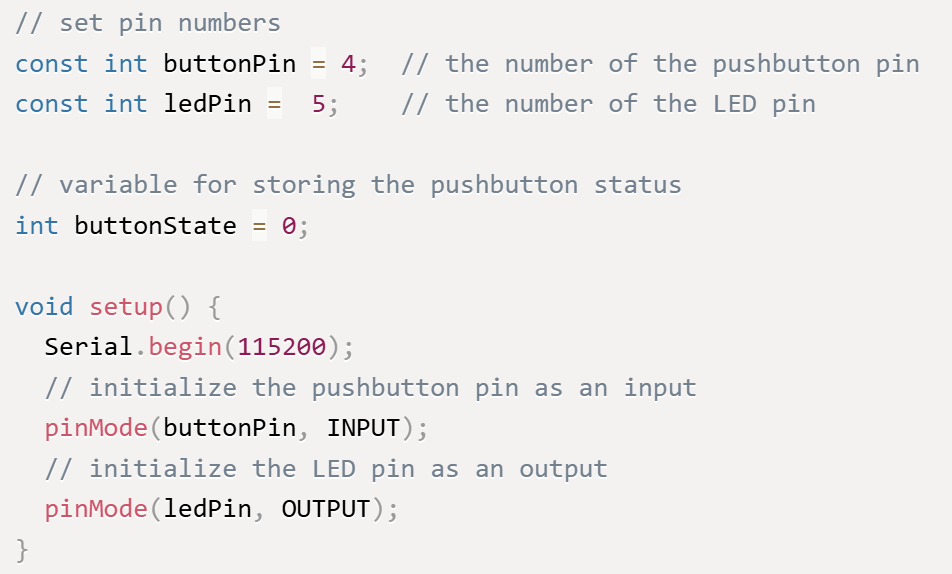 // set pin numbers
const int buttonPin = 4;  // the number of the pushbutton pin
const int ledPin =  5;    // the number of the LED pin

// variable for storing the pushbutton status
int buttonState = 0;

void setup() {
  Serial.begin(115200);
  // initialize the pushbutton pin as an input
  pinMode(buttonPin, INPUT);
  // initialize the LED pin as an output
  pinMode(ledPin, OUTPUT);
}